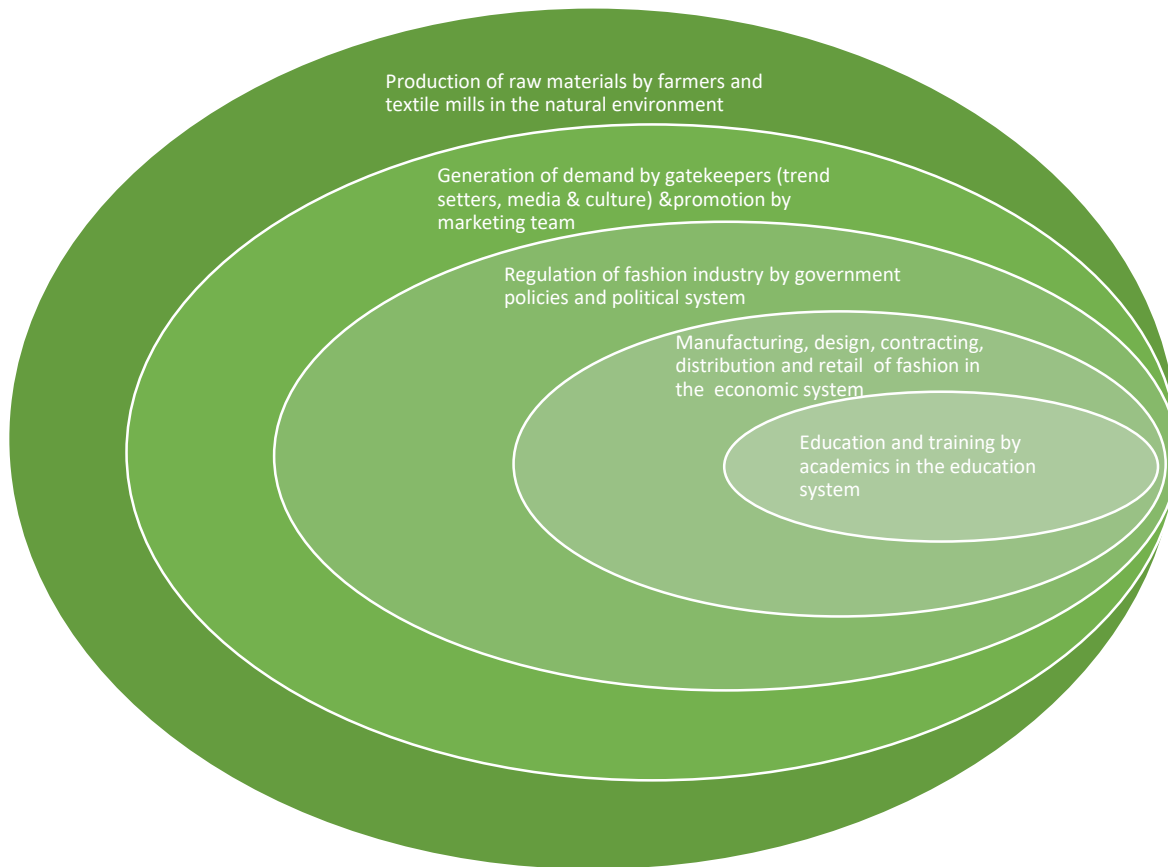 Production of raw materials by farmers and
textile mills in the natural environment
Generation of demand by gatekeepers (trend
setters, media & culture) &promotion by
marketing team
Regulation of fashion industry by government
policies and political system
Manufacturing, design, contracting,
distribution and retail  of fashion in
the  economic system
Education and training by
academics in the education
system